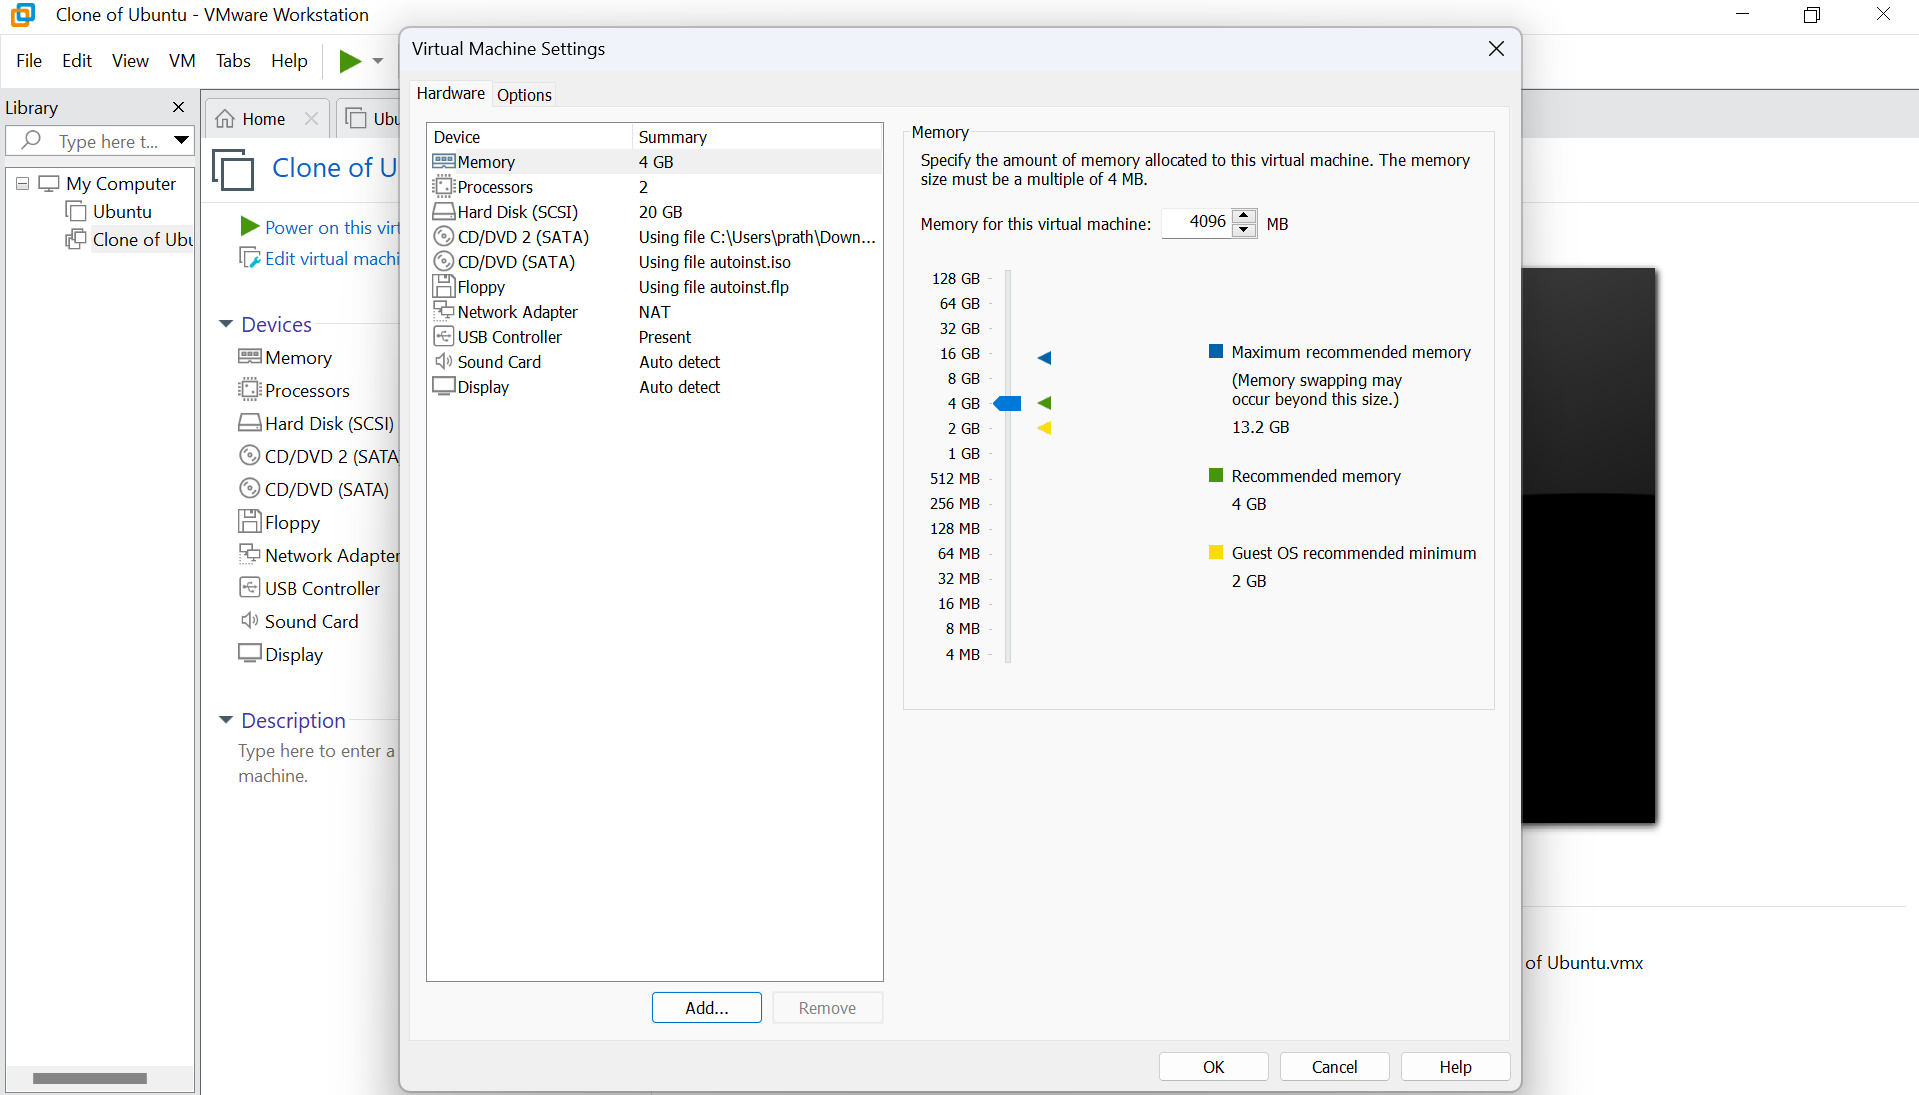 Clone of Ubuntu - VMware Workstation
File Edit View VM Tabs Help
Library
Type here t...
My Computer
Ubuntu
Clone of Ubu
Home
Ubu
Clone of U
Power on this virt
Edit virtual machi
Devices
Memory
Processors
Hard Disk (SCSI)
CD/DVD 2 (SATA
CD/DVD (SATA)
Floppy
Network Adapter
USB Controller
Sound Card
Display
Description
Type here to enter a
machine.
Virtual Machine Settings
Hardware Options
Device Summary
Memory 4 GB
Processors 2
Hard Disk (SCSI) 20 GB
CD/DVD 2 (SATA) Using file C:\Users\prath\Down...
CD/DVD (SATA) Using file autoinst.iso
Floppy Using file autoinst.flp
Network Adapter NAT
USB Controller Present
Sound Card Auto detect
Display Auto detect
Add... Remove
Memory
Specify the amount of memory allocated to this virtual machine. The memory
size must be a multiple of 4 MB.
Memory for this virtual machine: 4096 MB
128 GB
64 GB
32 GB
16 GB
8 GB
4 GB
2 GB
1 GB
512 MB
256 MB
128 MB
64 MB
32 MB
16 MB
8 MB
4 MB
Maximum recommended memory
(Memory swapping may
occur beyond this size.)
13.2 GB
Recommended memory
4 GB
Guest OS recommended minimum
2 GB
OK Cancel Help
of Ubuntu.vmx